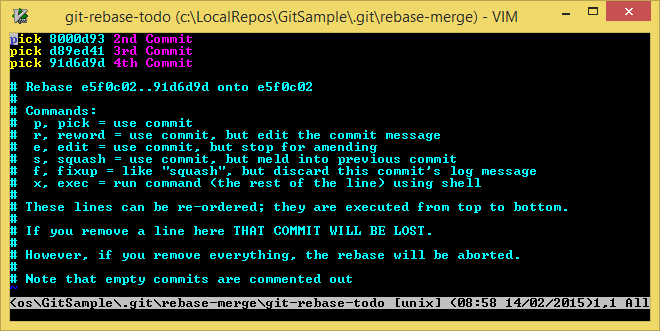 git-rebase-todo (c:\LocalRepos\GitSample\.git\rebase-merge) - VIM
pick 8000d93 2nd Commit
pick d89ed41 3rd Commit
pick 91d6d9d 4th Commit
# Rebase e5f0c02..91d6d9d onto e5f0c02
#
# Commands:
#  p, pick = use commit
#  r, reword = use commit, but edit the commit message
#  e, edit = use commit, but stop for amending
#  s, squash = use commit, but meld into previous commit
#  f, fixup = like "squash", but discard this commit's log message
#  x, exec = run command (the rest of the line) using shell
#
# These lines can be re-ordered; they are executed from top to bottom.
#
# If you remove a line here THAT COMMIT WILL BE LOST.
#
# However, if you remove everything, the rebase will be aborted.
#
# Note that empty commits are commented out
~
<os\GitSample\.git\rebase-merge\git-rebase-todo [unix] (08:58 14/02/2015)1,1 All